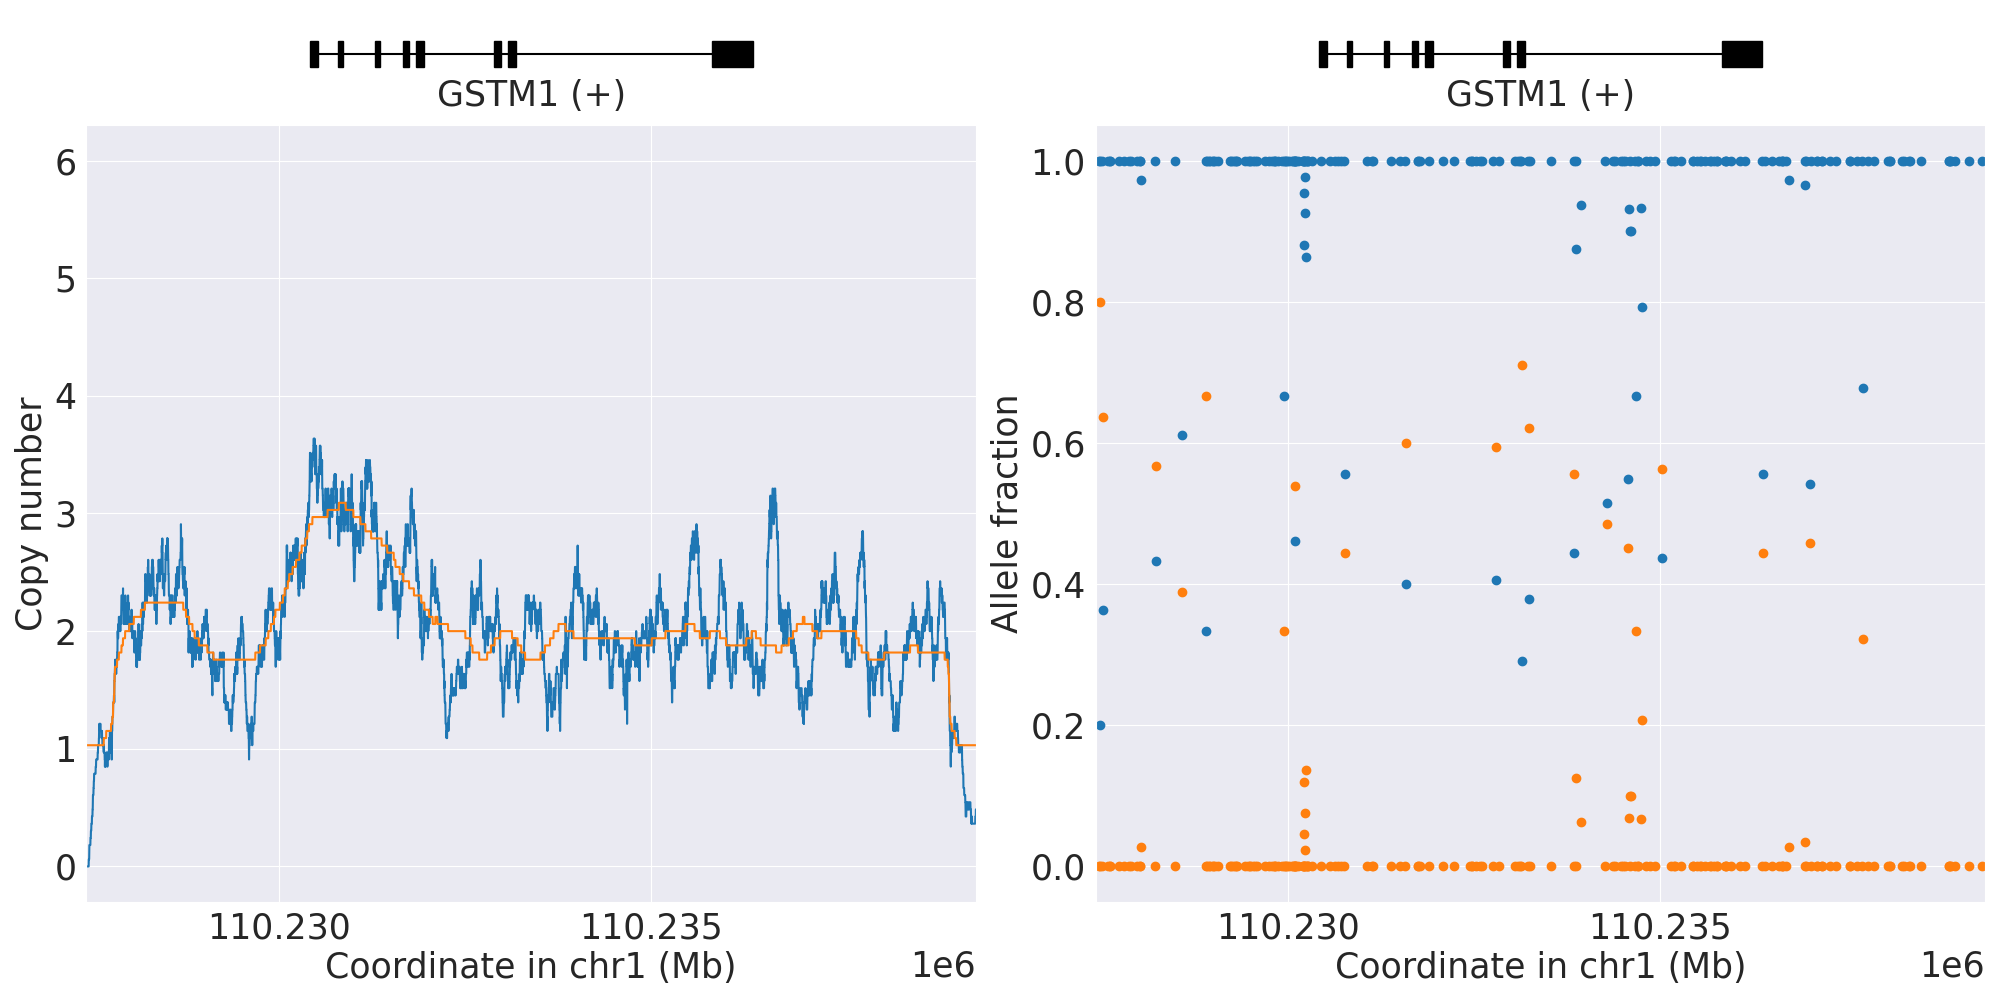 GSTM1 (+)
6
5
4
3
2
1
0
Copy number
110.230
110.235
Coordinate in chr1 (Mb)
1e6
GSTM1 (+)
1.0
0.8
0.6
0.4
0.2
0.0
Allele fraction
110.230
110.235
Coordinate in chr1 (Mb)
1e6